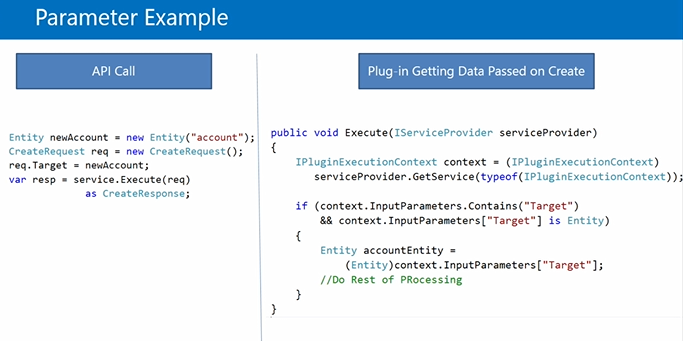 Parameter Example
API Call
Entity newAccount = new Entity("account");
CreateRequest req = new CreateRequest();
req.Target = newAccount;
var resp = service.Execute(req)
as CreateResponse;
Plug-in Getting Data Passed on Create
public void Execute(IServiceProvider serviceProvider)
{
IPluginExecutionContext context = (IPluginExecutionContext)
serviceProvider.GetService(typeof(IPluginExecutionContext));
if (context.InputParameters.Contains("Target")
&& context.InputParameters["Target"] is Entity)
{
Entity accountEntity =
(Entity)context.InputParameters["Target"];
//Do Rest of PRocessing
}
}